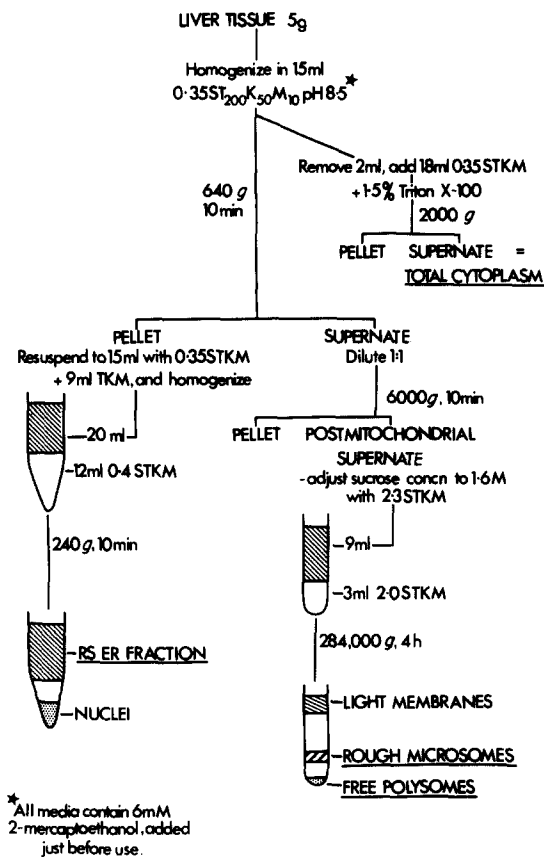 LIVER TISSUE 5g
Homogenize in 15ml
0·35ST200K50M10 pH 8·5*
640 g
10 min
Remove 2ml, add 18ml 0·35STKM
+1·5% Triton X-100
2000 g
PELLET SUPERNATE =
TOTAL CYTOPLASM
PELLET
Resuspend to 15ml with 0·35STKM
+ 9ml TKM, and homogenize
20 ml
12ml 0·4 STKM
240 g, 10min
RS ER FRACTION
NUCLEI
SUPERNATE
Dilute 1:1
6000g, 10min
PELLET POSTMITOCHONDRIAL
SUPERNATE
-adjust sucrose concn to 1·6M
with 2·3STKM
9ml
3ml 2·0STKM
284,000 g, 4h
LIGHT MEMBRANES
ROUGH MICROSOMES
FREE POLYSOMES
*All media contain 6mM
2-mercaptoethanol, added
just before use.